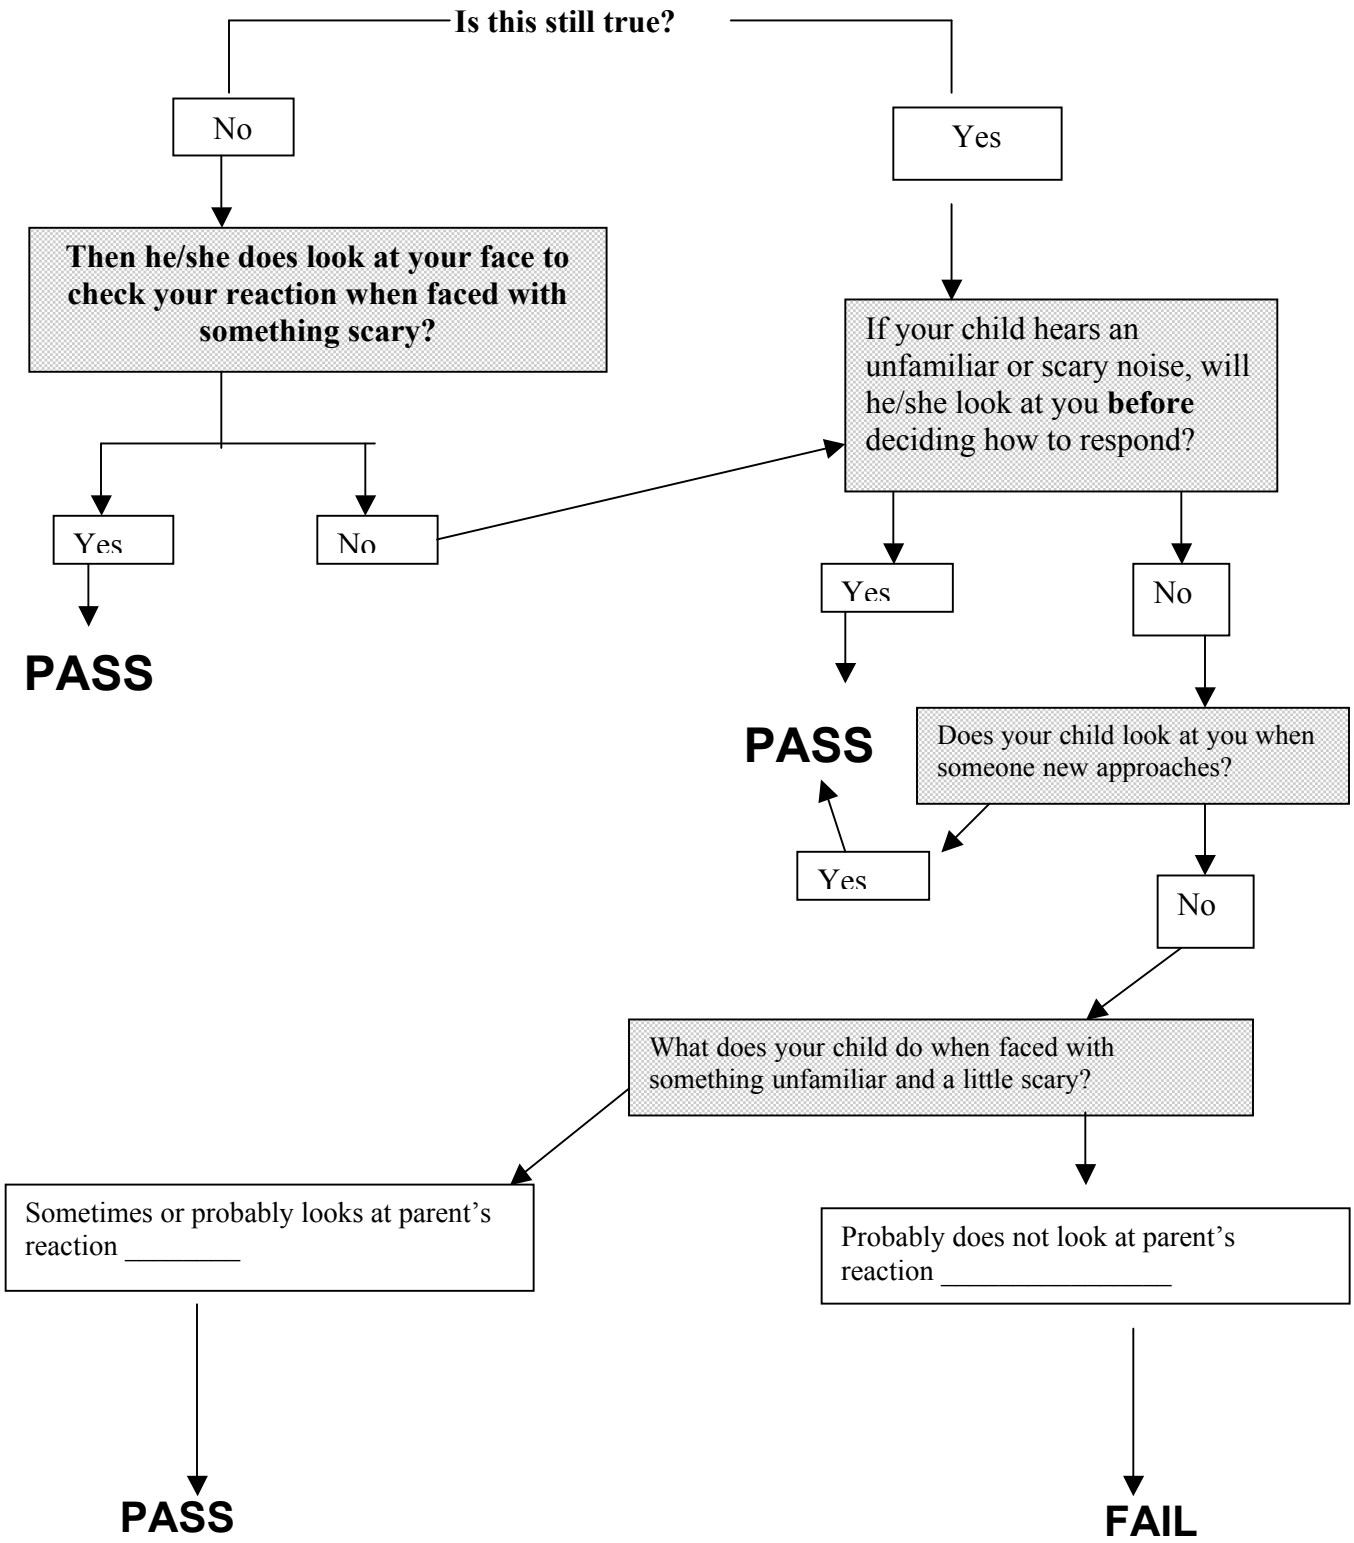 Is this still true?
No
Yes
Then he/she does look at your face to
check your reaction when faced with
something scary?
If your child hears an
unfamiliar or scary noise, will
he/she look at you before
deciding how to respond?
Yes
No
PASS
Yes
No
PASS
Does your child look at you when
someone new approaches?
Yes
No
What does your child do when faced with
something unfamiliar and a little scary?
Sometimes or probably looks at parent’s
reaction ________
Probably does not look at parent’s
reaction ________________
PASS
FAIL